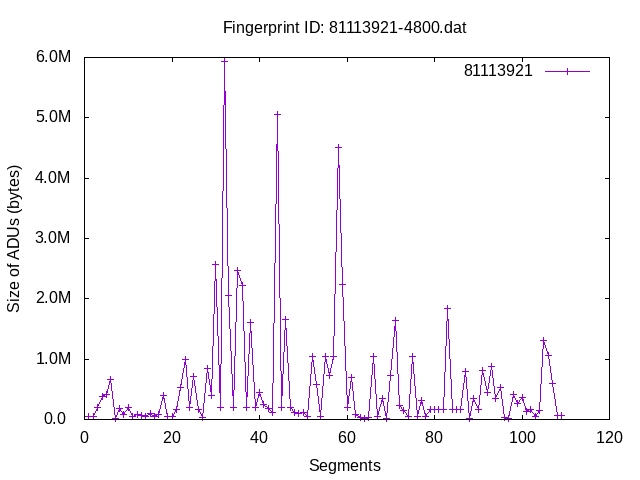 Fingerprint ID: 81113921-4800.dat
81113921
6.0M
5.0M
4.0M
3.0M
2.0M
1.0M
0.0
Size of ADUs (bytes)
0 20 40 60 80 100 120
Segments